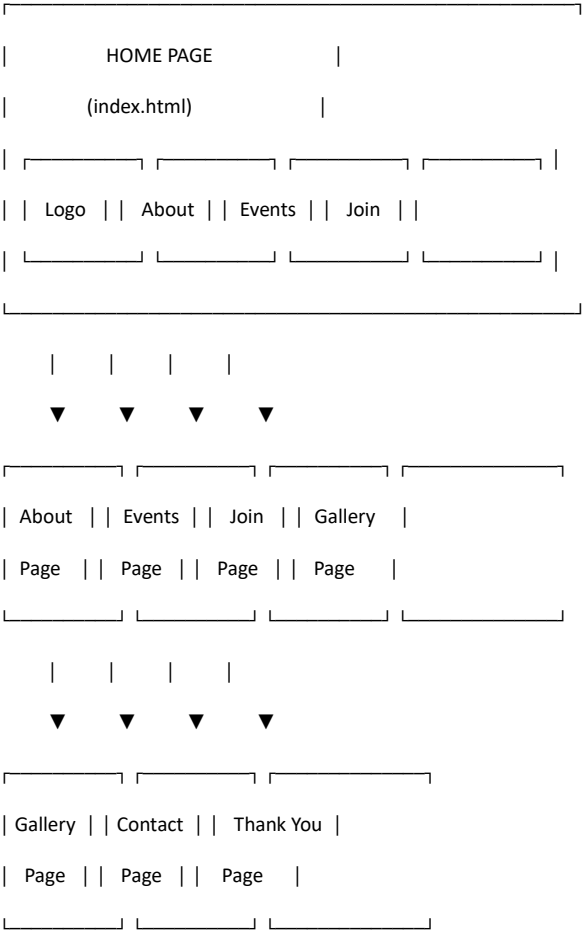 HOME PAGE
(index.html)
Logo | | About | | Events | | Join
About | | Events | | Join | | Gallery
Page | | Page | | Page | | Page
Gallery | | Contact | | Thank You
Page | | Page | | Page